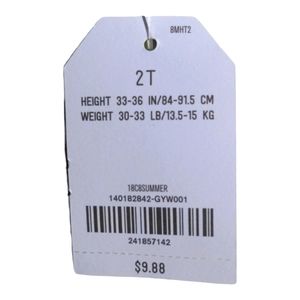 8MHT2
2T
HEIGHT 33-36 IN/84-91.5 CM
WEIGHT 30-33 LB/13.5-15 KG
18C8SUMMER
140182842-GYW001
241857142
$9.88